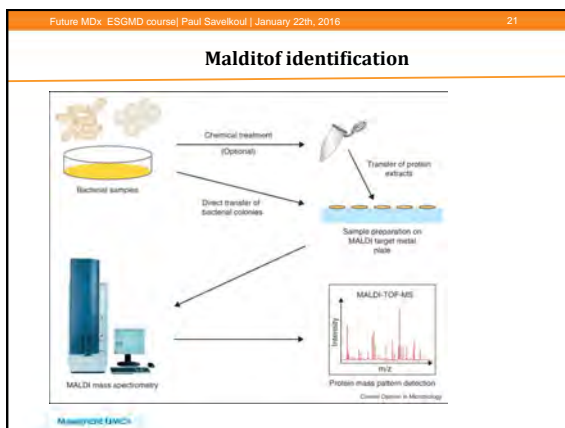 Future MDx ESGMD course| Paul Savelkoul | January 22th, 2016
21
Malditof identification
Chemical treatment
(Optional)
Transfer of protein
extracts
Bacterial samples
Direct transfer of
bacterial colonies
Sample preparation on
MALDI target metal
plate
MALDI-TOF-MS
Intensity
m/z
MALDI mass spectrometry
Protein mass pattern detection
Current Opinion in Microbiology
Maastricht UMC+